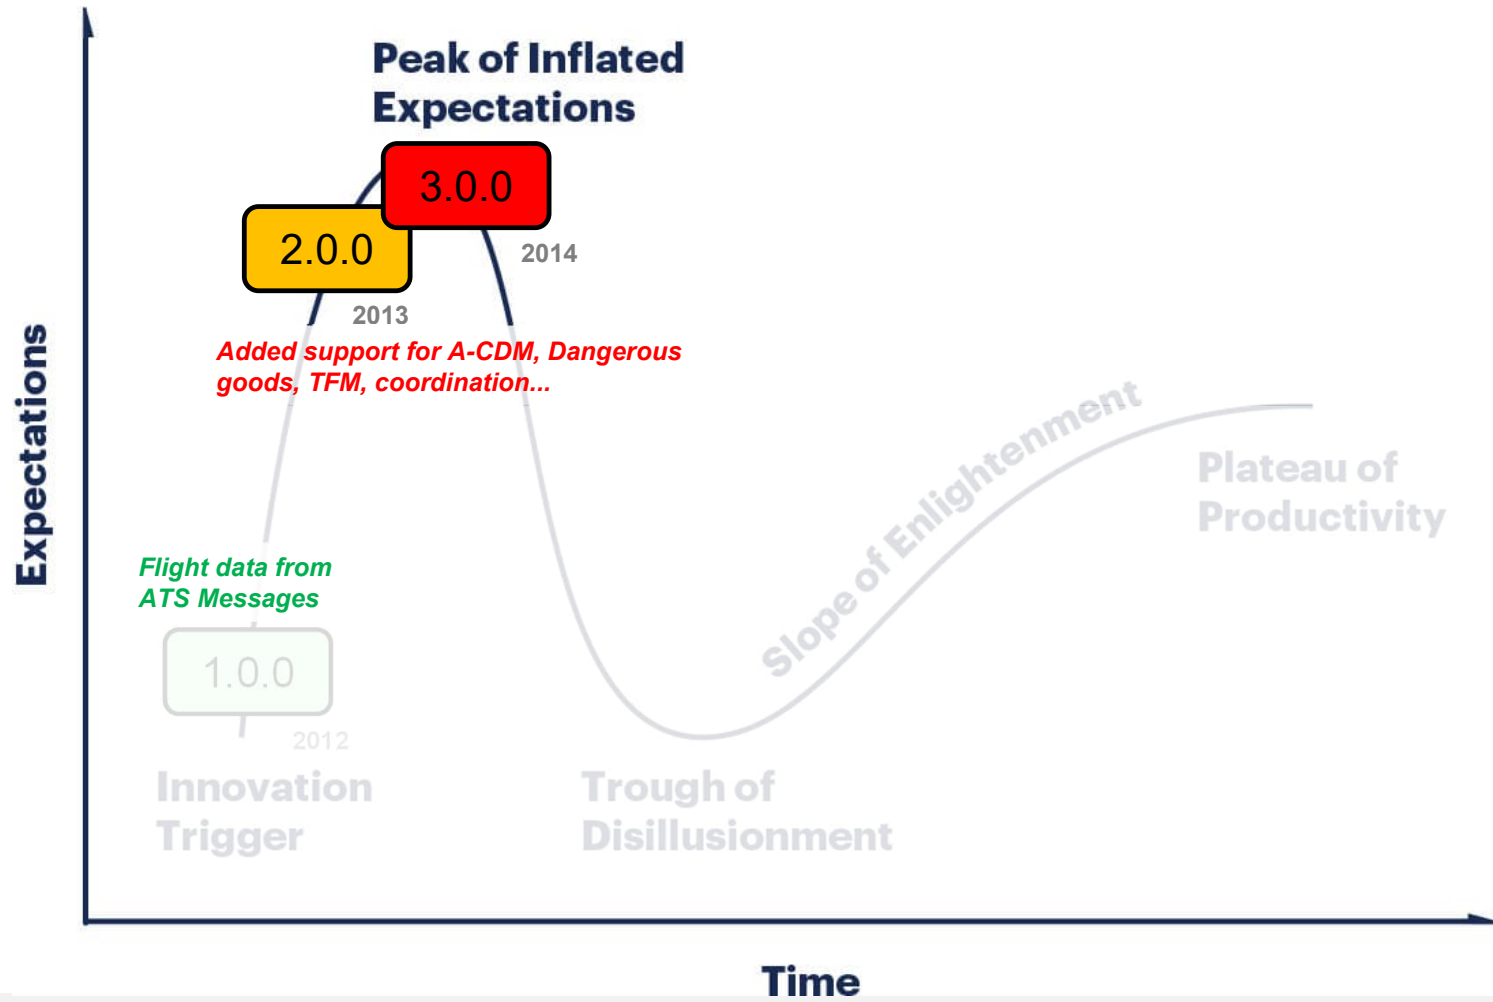 Peak of Inflated
Expectations
3.0.0
2.0.0
2014
2013
Added support for A-CDM, Dangerous
goods, TFM, coordination...
Expectations
Slope of Enlightenment
Plateau of
Productivity
Flight data from
ATS Messages
1.0.0
2012
Innovation
Trigger
Trough of
Disillusionment
Time